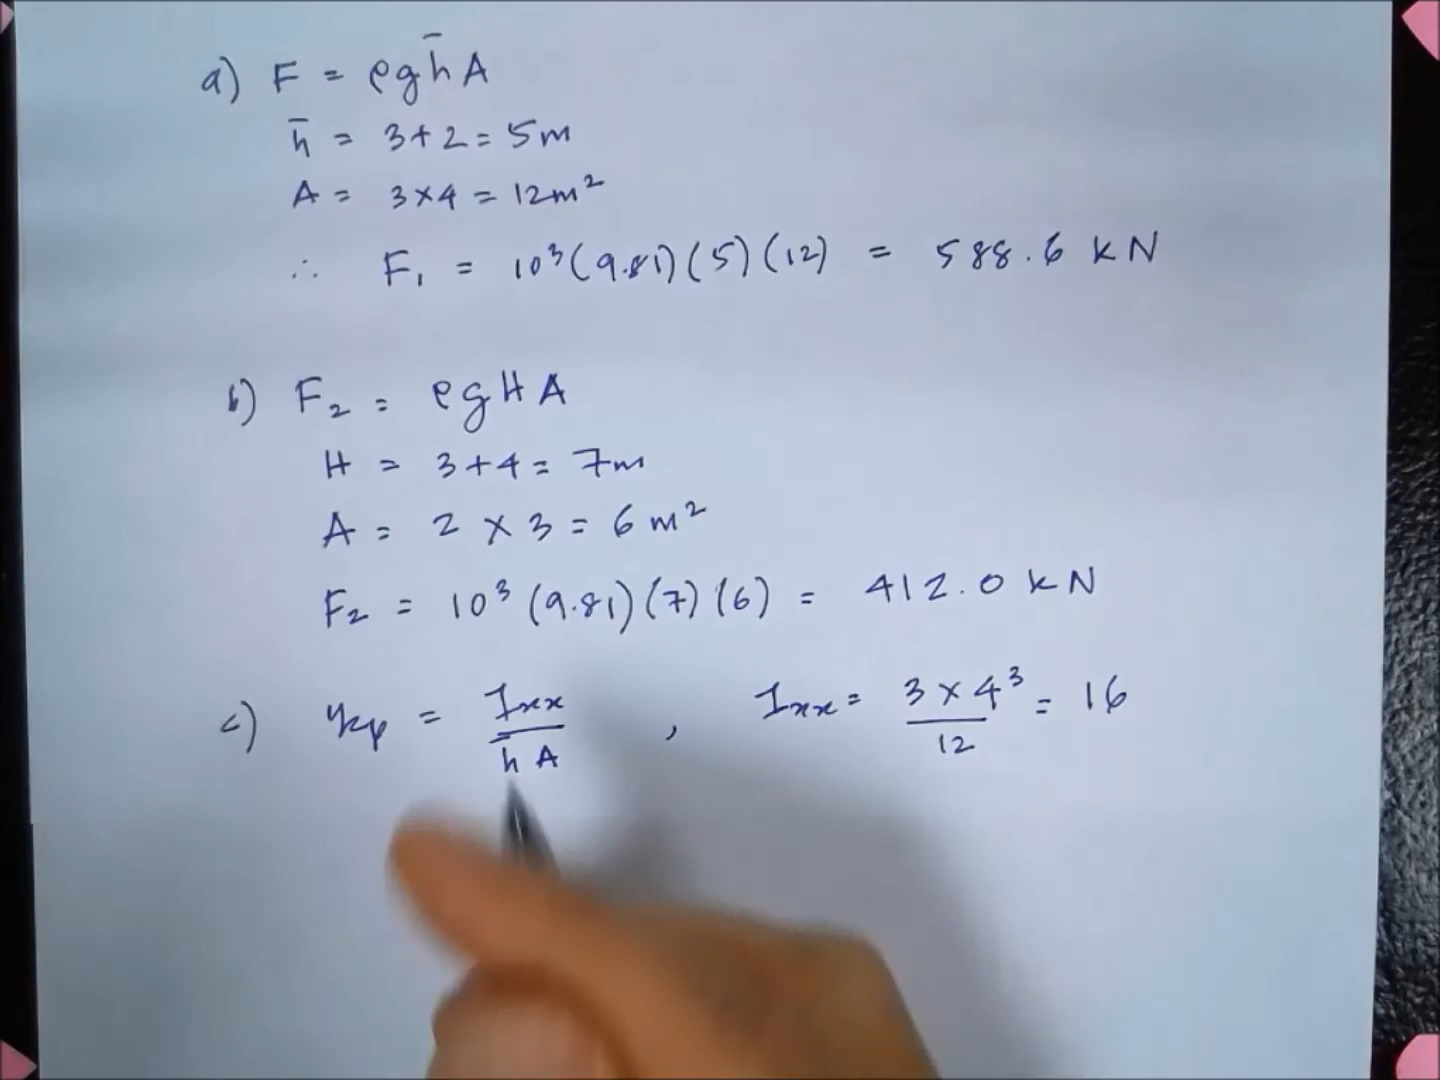 a) F = ρgh̄A
h̄ = 3+2 = 5m
A = 3×4 = 12m²
∴ F₁ = 10³(9.81)(5)(12) = 588.6 kN
b) F₂ = ρgHA
H = 3+4 = 7m
A = 2 × 3 = 6m²
F₂ = 10³(9.81)(7)(6) = 412.0 kN
c) ycp = Ixx / h̄A , Ixx = 3×4³ / 12 = 16